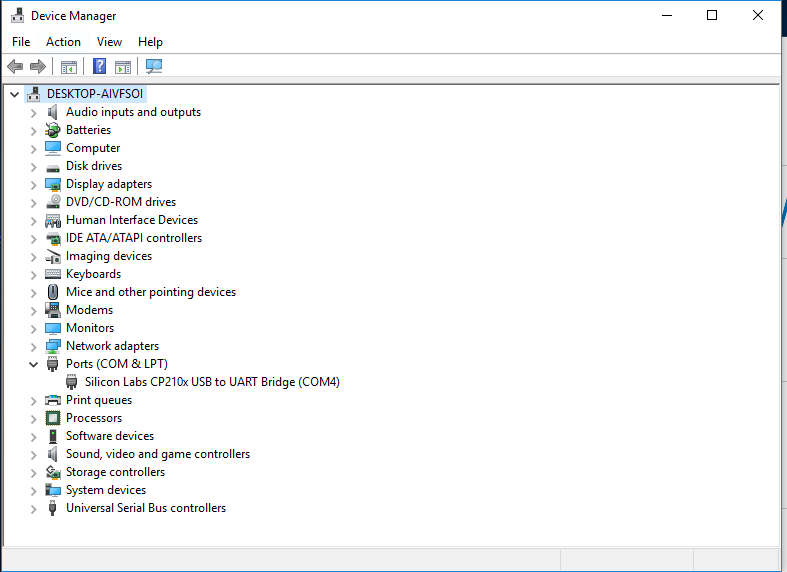 Device Manager
File Action View Help
DESKTOP-AIVFSOI
Audio inputs and outputs
Batteries
Computer
Disk drives
Display adapters
DVD/CD-ROM drives
Human Interface Devices
IDE ATA/ATAPI controllers
Imaging devices
Keyboards
Mice and other pointing devices
Modems
Monitors
Network adapters
Ports (COM & LPT)
Silicon Labs CP210x USB to UART Bridge (COM4)
Print queues
Processors
Software devices
Sound, video and game controllers
Storage controllers
System devices
Universal Serial Bus controllers